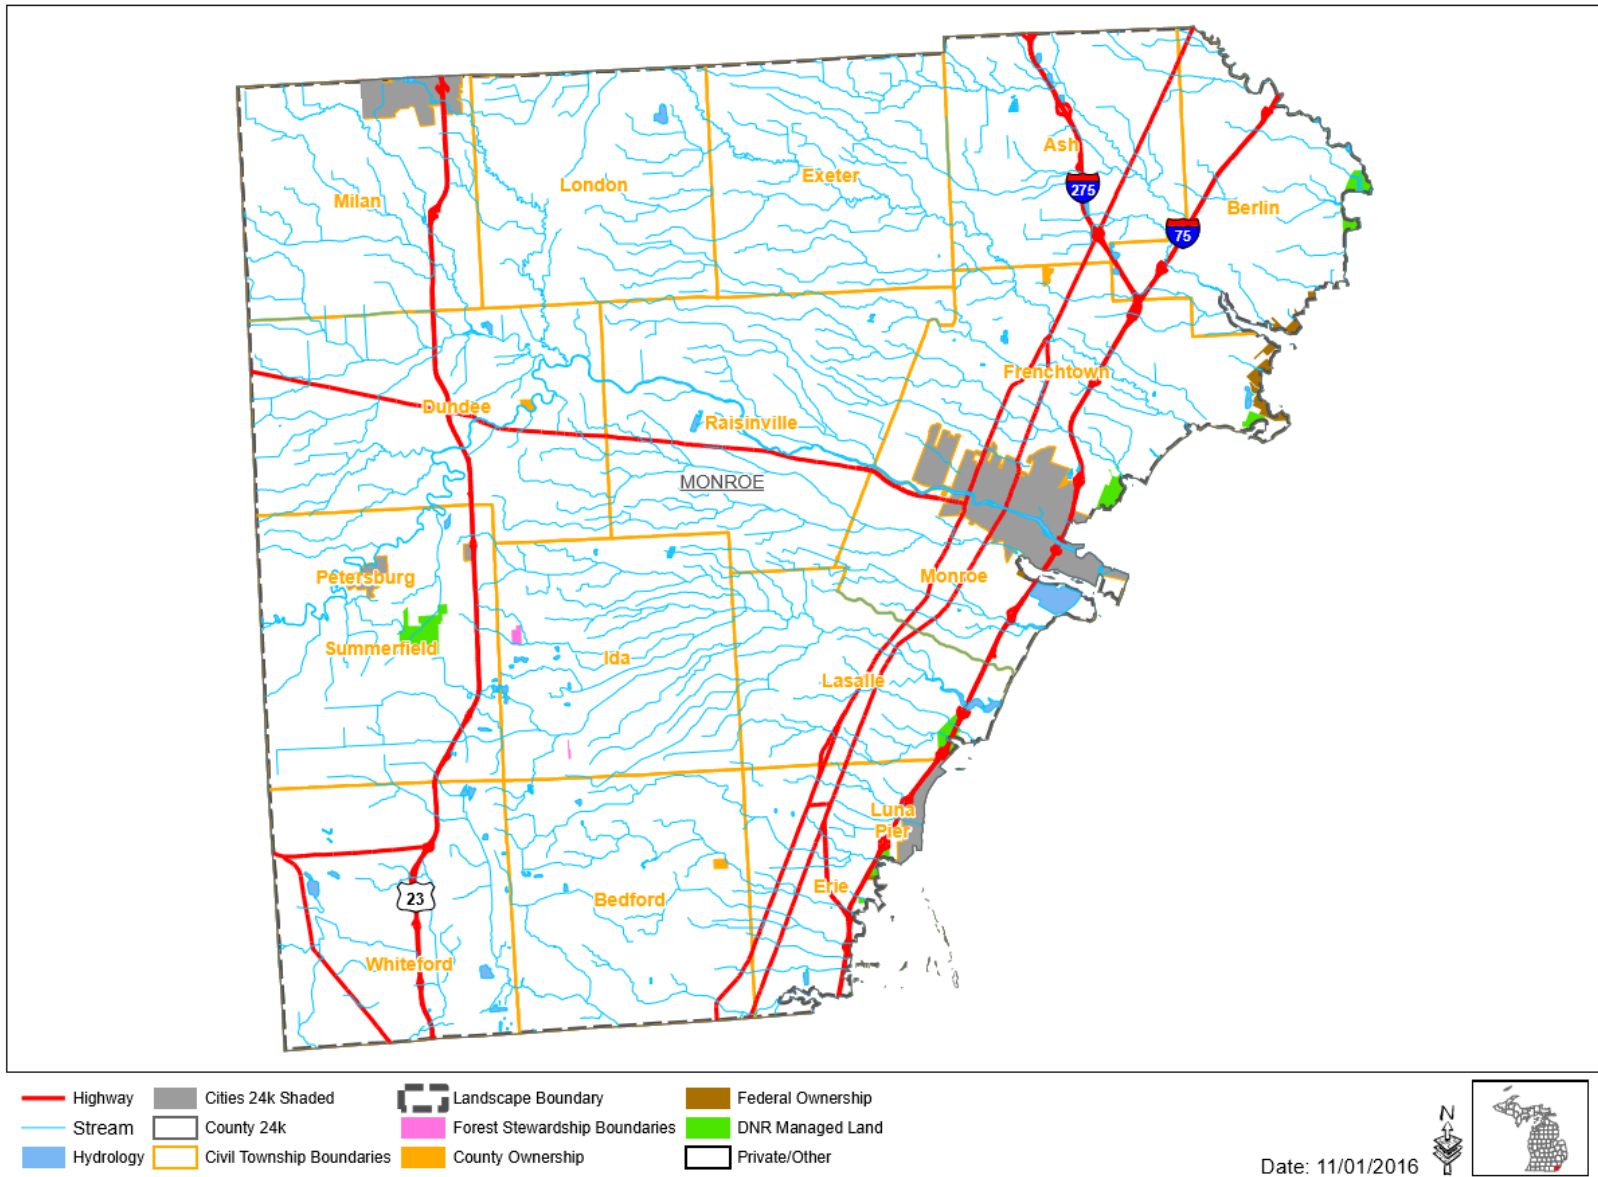 Ash
275
London
Exeter
Milan
Berlin
75
Frenchtown
Dundee
Raisinville
MONROE
Petersburg
Monroe
Summerfield
Ida
Lasalle
Luna
Pier
Erie
23
Bedford
Whiteford
Highway
Cities 24k Shaded
Landscape Boundary
Federal Ownership
Stream
County 24k
Forest Stewardship Boundaries
DNR Managed Land
Hydrology
Civil Township Boundaries
County Ownership
Private/Other
N
Date: 11/01/2016